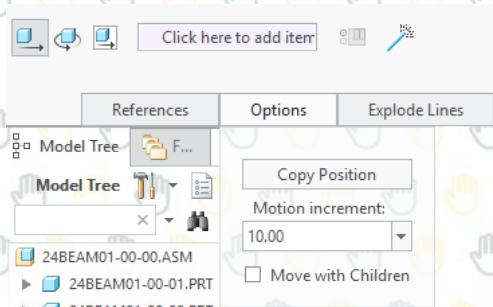 Click here to add item
References Options Explode Lines
Model Tree F...
Copy Position
Model Tree
Motion increment:
10.00
24BEAM01-00-00.ASM
Move with Children
24BEAM01-00-01.PRT